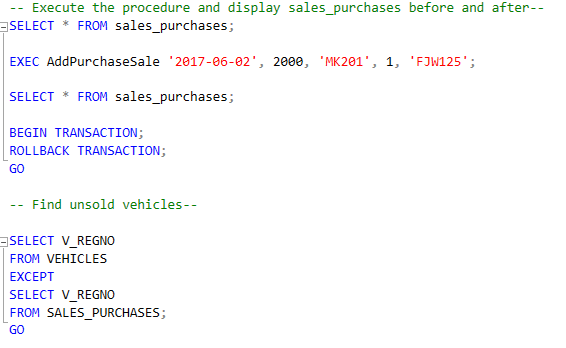 -- Execute the procedure and display sales_purchases before and after--
SELECT * FROM sales_purchases;
EXEC AddPurchaseSale '2017-06-02', 2000, 'MK201', 1, 'FJW125';
SELECT * FROM sales_purchases;
BEGIN TRANSACTION;
ROLLBACK TRANSACTION;
GO
-- Find unsold vehicles--
SELECT V_REGNO
FROM VEHICLES
EXCEPT
SELECT V_REGNO
FROM SALES_PURCHASES;
GO